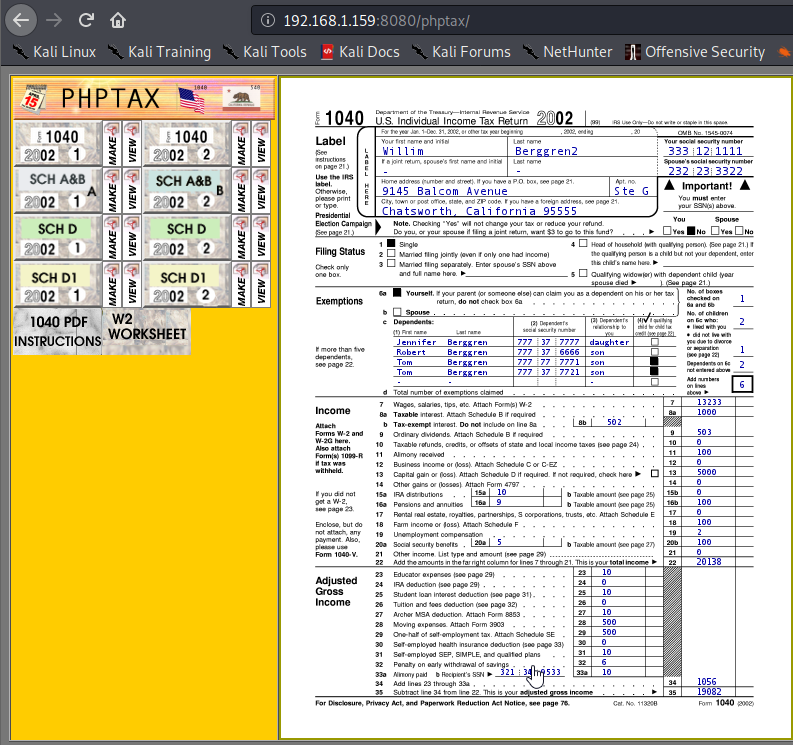 192.168.1.159:8080/phptax/
Kali Linux Kali Training Kali Tools Kali Docs Kali Forums NetHunter Offensive Security
PHPTAX
APRIL 15
1040
540
Form 1040 2002 1 MAKE VIEW
Form 1040 2002 2 MAKE VIEW
SCH A&B A 2002 1 MAKE VIEW
SCH A&B B 2002 2 MAKE VIEW
SCH D 2002 1 MAKE VIEW
SCH D 2002 2 MAKE VIEW
SCH D1 2002 1 MAKE VIEW
SCH D1 2002 2 MAKE VIEW
1040 PDF INSTRUCTIONS
W2 WORKSHEET
Form 1040
Department of the Treasury—Internal Revenue Service
U.S. Individual Income Tax Return 2002 (99) IRS Use Only—Do not write or staple in this space.
For the year Jan. 1-Dec. 31, 2002, or other tax year beginning , 2002, ending , 20
OMB No. 1545-0074
Label
(See instructions on page 21.)
Use the IRS label.
Otherwise, please print or type.
LABEL HERE
Your first name and initial Last name Your social security number
Willim Berggren2 333 12 1111
If a joint return, spouse's first name and initial Last name Spouse's social security number
- - 232 23 3322
Home address (number and street). If you have a P.O. box, see page 21. Apt. no.
9145 Balcom Avenue Ste G
City, town or post office, state, and ZIP code. If you have a foreign address, see page 21.
Chatsworth, California 95555
Important!
You must enter your SSN(s) above.
Presidential Election Campaign (See page 21.)
Note. Checking "Yes" will not change your tax or reduce your refund.
Do you, or your spouse if filing a joint return, want $3 to go to this fund?
You Spouse
Yes No Yes No
Filing Status
Check only one box.
1 Single
2 Married filing jointly (even if only one had income)
3 Married filing separately. Enter spouse's SSN above and full name here.
4 Head of household (with qualifying person). (See page 21.) If the qualifying person is a child but not your dependent, enter this child's name here.
5 Qualifying widow(er) with dependent child (year spouse died ). (See page 21.)
Exemptions
6a Yourself. If your parent (or someone else) can claim you as a dependent on his or her tax return, do not check box 6a
b Spouse
c Dependents:
(1) First name Last name
(2) Dependent's social security number
(3) Dependent's relationship to you
(4) if qualifying child for child tax credit (see page 22)
Jennifer Berggren 777 37 7777 daughter
Robert Berggren 777 37 6666 son
Tom Berggren 777 77 7771 son
Tom Berggren 777 37 7721 son
- - -
If more than five dependents, see page 22.
d Total number of exemptions claimed
No. of boxes checked on 6a and 6b 1
No. of children on 6c who:
lived with you 2
did not live with you due to divorce or separation (see page 22) 1
Dependents on 6c not entered above 2
Add numbers on lines above 6
Income
Attach Forms W-2 and W-2G here. Also attach Form(s) 1099-R if tax was withheld.
If you did not get a W-2, see page 23.
Enclose, but do not attach, any payment. Also, please use Form 1040-V.
7 Wages, salaries, tips, etc. Attach Form(s) W-2 7 13233
8a Taxable interest. Attach Schedule B if required 8a 1000
b Tax-exempt interest. Do not include on line 8a 8b 502
9 Ordinary dividends. Attach Schedule B if required 9 503
10 Taxable refunds, credits, or offsets of state and local income taxes (see page 24) 10 0
11 Alimony received 11 100
12 Business income or (loss). Attach Schedule C or C-EZ 12 0
13 Capital gain or (loss). Attach Schedule D if required. If not required, check here 13 5000
14 Other gains or (losses). Attach Form 4797 14 0
15a IRA distributions 15a 10 b Taxable amount (see page 25) 15b 0
16a Pensions and annuities 16a 9 b Taxable amount (see page 25) 16b 100
17 Rental real estate, royalties, partnerships, S corporations, trusts, etc. Attach Schedule E 17 0
18 Farm income or (loss). Attach Schedule F 18 100
19 Unemployment compensation 19 2
20a Social security benefits 20a 5 b Taxable amount (see page 27) 20b 100
21 Other income. List type and amount (see page 29) 21 0
22 Add the amounts in the far right column for lines 7 through 21. This is your total income 22 20138
Adjusted Gross Income
23 Educator expenses (see page 29) 23 10
24 IRA deduction (see page 29) 24 0
25 Student loan interest deduction (see page 31) 25 10
26 Tuition and fees deduction (see page 32) 26 0
27 Archer MSA deduction. Attach Form 8853 27 10
28 Moving expenses. Attach Form 3903 28 500
29 One-half of self-employment tax. Attach Schedule SE 29 500
30 Self-employed health insurance deduction (see page 33) 30 0
31 Self-employed SEP, SIMPLE, and qualified plans 31 10
32 Penalty on early withdrawal of savings 32 6
33a Alimony paid b Recipient's SSN 321 34 9533 33a 10
34 Add lines 23 through 33a 34 1056
35 Subtract line 34 from line 22. This is your adjusted gross income 35 19082
For Disclosure, Privacy Act, and Paperwork Reduction Act Notice, see page 76. Cat. No. 11320B Form 1040 (2002)